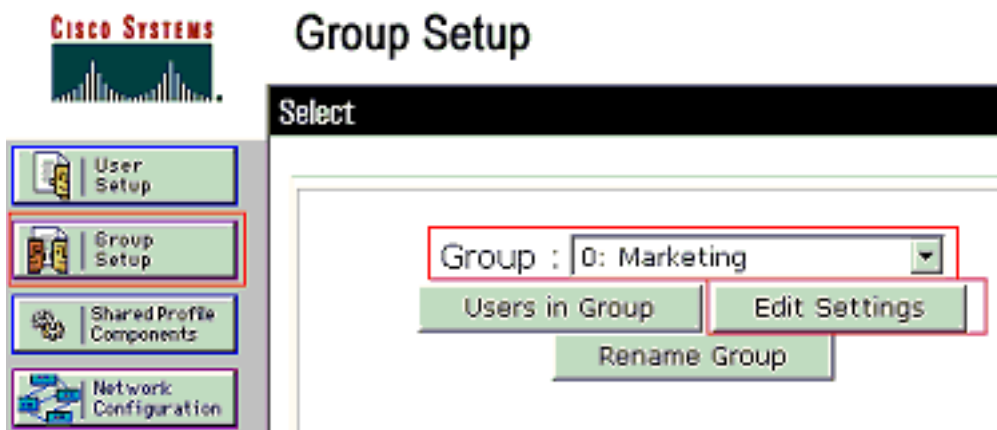 CISCO SYSTEMS
Group Setup
Select
User
Setup
Group
Setup
Shared Profile
Components
Network
Configuration
Group : 0: Marketing
Users in Group
Edit Settings
Rename Group